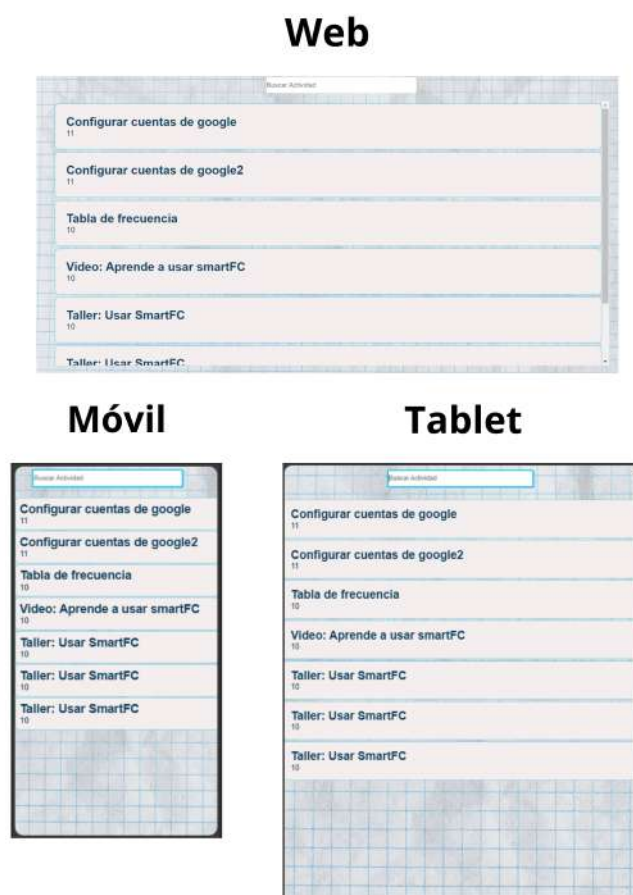 Web
Buscar Actividad
Configurar cuentas de google
11
Configurar cuentas de google2
11
Tabla de frecuencia
10
Video: Aprende a usar smartFC
10
Taller: Usar SmartFC
10
Taller: Usar SmartFC
Móvil
Buscar Actividad
Configurar cuentas de google
11
Configurar cuentas de google2
11
Tabla de frecuencia
10
Video: Aprende a usar smartFC
10
Taller: Usar SmartFC
10
Taller: Usar SmartFC
10
Taller: Usar SmartFC
10
Tablet
Buscar Actividad
Configurar cuentas de google
11
Configurar cuentas de google2
11
Tabla de frecuencia
10
Video: Aprende a usar smartFC
10
Taller: Usar SmartFC
10
Taller: Usar SmartFC
10
Taller: Usar SmartFC
10